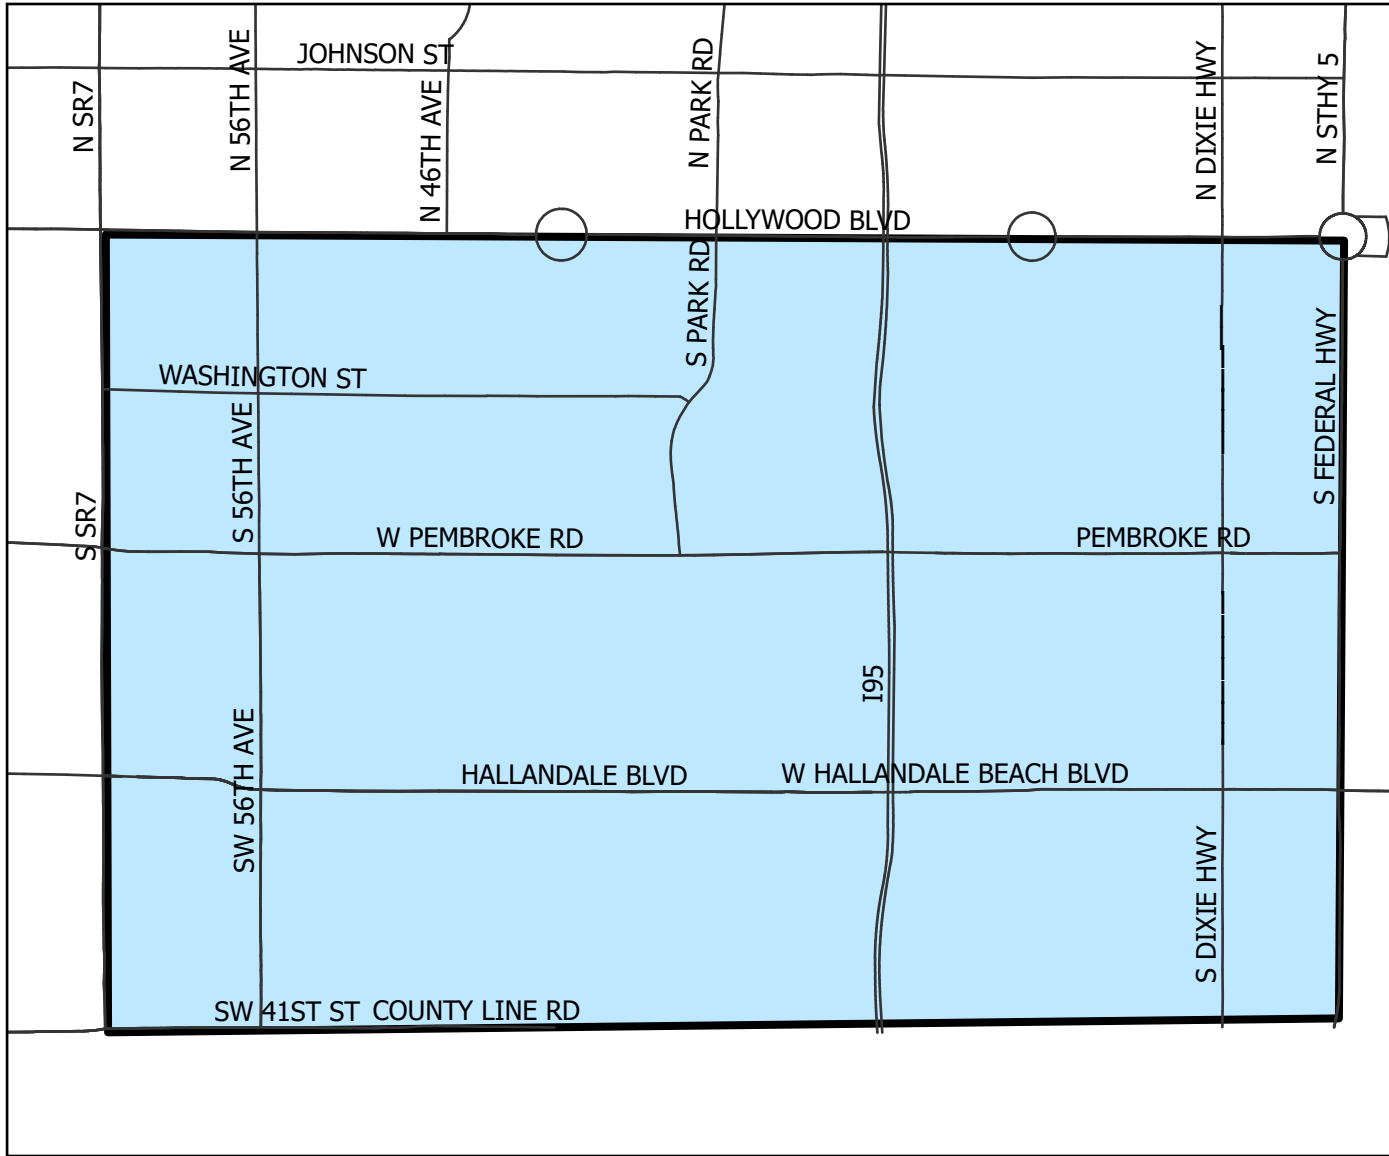 JOHNSON ST
N SR7
N 56TH AVE
N 46TH AVE
N PARK RD
N DIXIE HWY
N STHY 5
HOLLYWOOD BLVD
S PARK RD
S FEDERAL HWY
WASHINGTON ST
S 56TH AVE
S SR7
W PEMBROKE RD
PEMBROKE RD
I95
SW 56TH AVE
HALLANDALE BLVD
W HALLANDALE BEACH BLVD
S DIXIE HWY
SW 41ST ST
COUNTY LINE RD